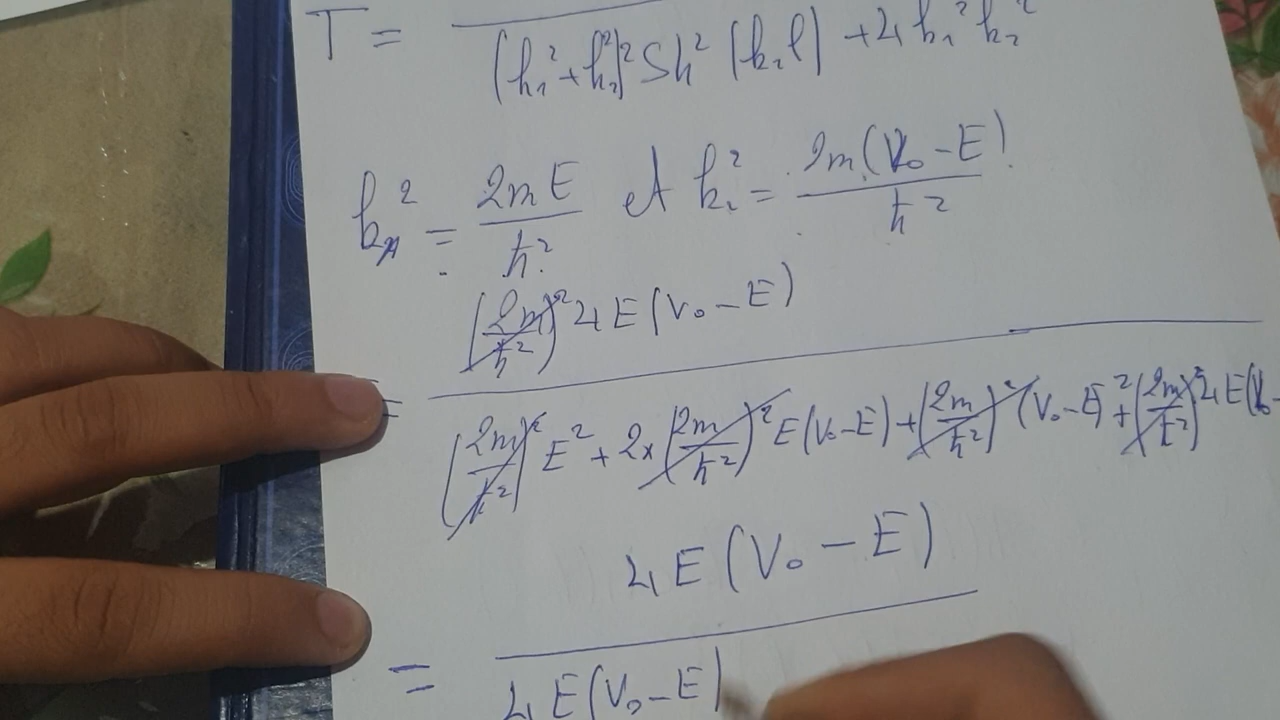 T = / (k₁² + k₂²)² Sh² (k₂l) + 4 k₁² k₂²
k₁² = 2mE / ħ² et k₂² = 2m(V₀ - E) / ħ²
(2m / ħ²)² 4 E (V₀ - E)
= / (2m / ħ²)² E² + 2 x (2m / ħ²)² E (V₀ - E) + (2m / ħ²)² (V₀ - E)² + (2m / ħ²)² 4 E (V₀ -
4 E (V₀ - E)
= / 4 E (V₀ - E)